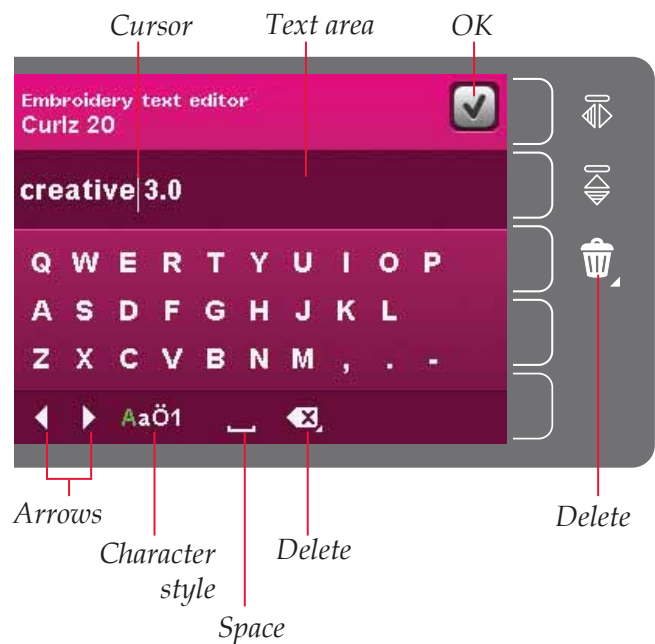 Cursor Text area OK
Embroidery text editor
Curlz 20
creative 3.0
Q W E R T Y U I O P
A S D F G H J K L
Z X C V B N M , . -
AaÖ1
Arrows
Character
style
Space
Delete
Delete